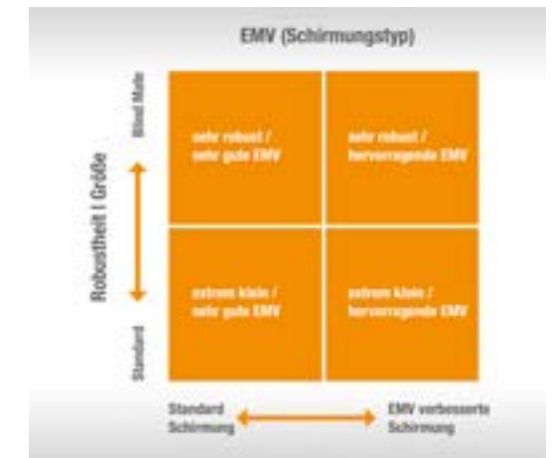 EMV (Schirmungstyp)
Blind Mate
Robustheit | Größe
Standard
sehr robust /
sehr gute EMV
sehr robust /
hervorragende EMV
extrem klein /
sehr gute EMV
extrem klein /
hervorragende EMV
Standard
Schirmung
EMV verbesserte
Schirmung